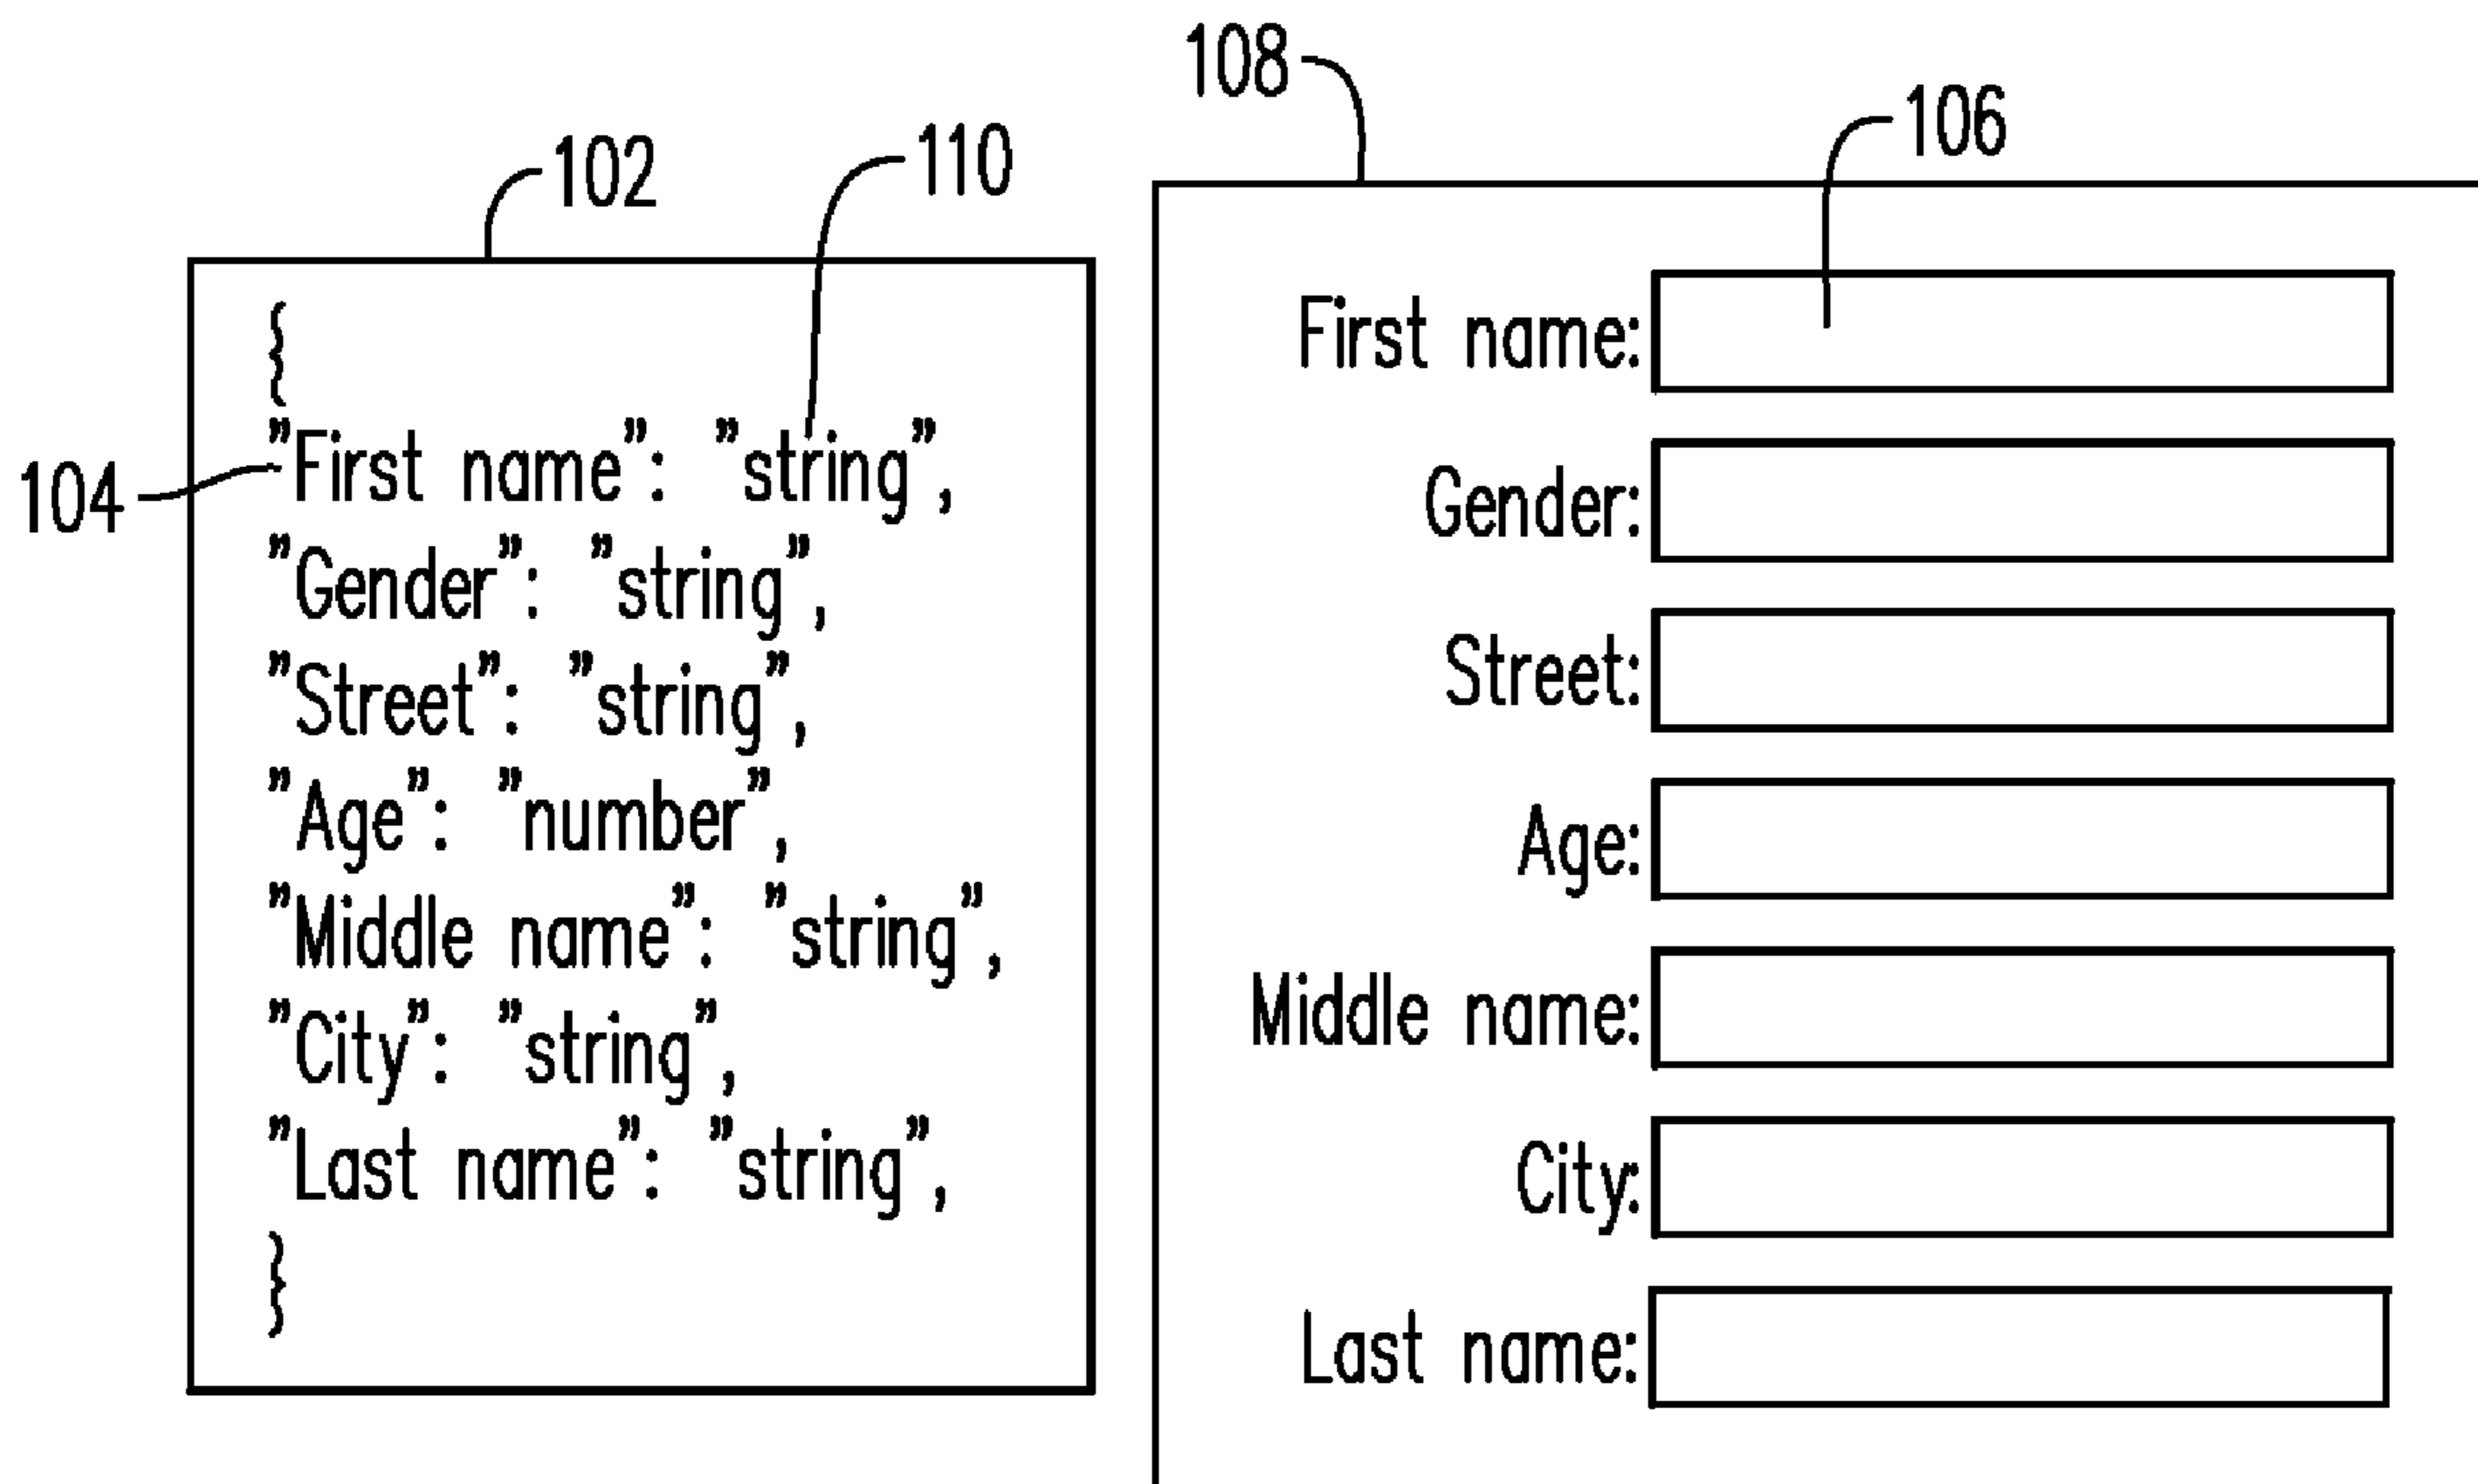 108
106
102
110
{
104
"First name": "string",
"Gender": "string",
"Street": "string",
"Age": "number",
"Middle name": "string",
"City": "string",
"Last name": "string",
}
First name:
Gender:
Street:
Age:
Middle name:
City:
Last name: